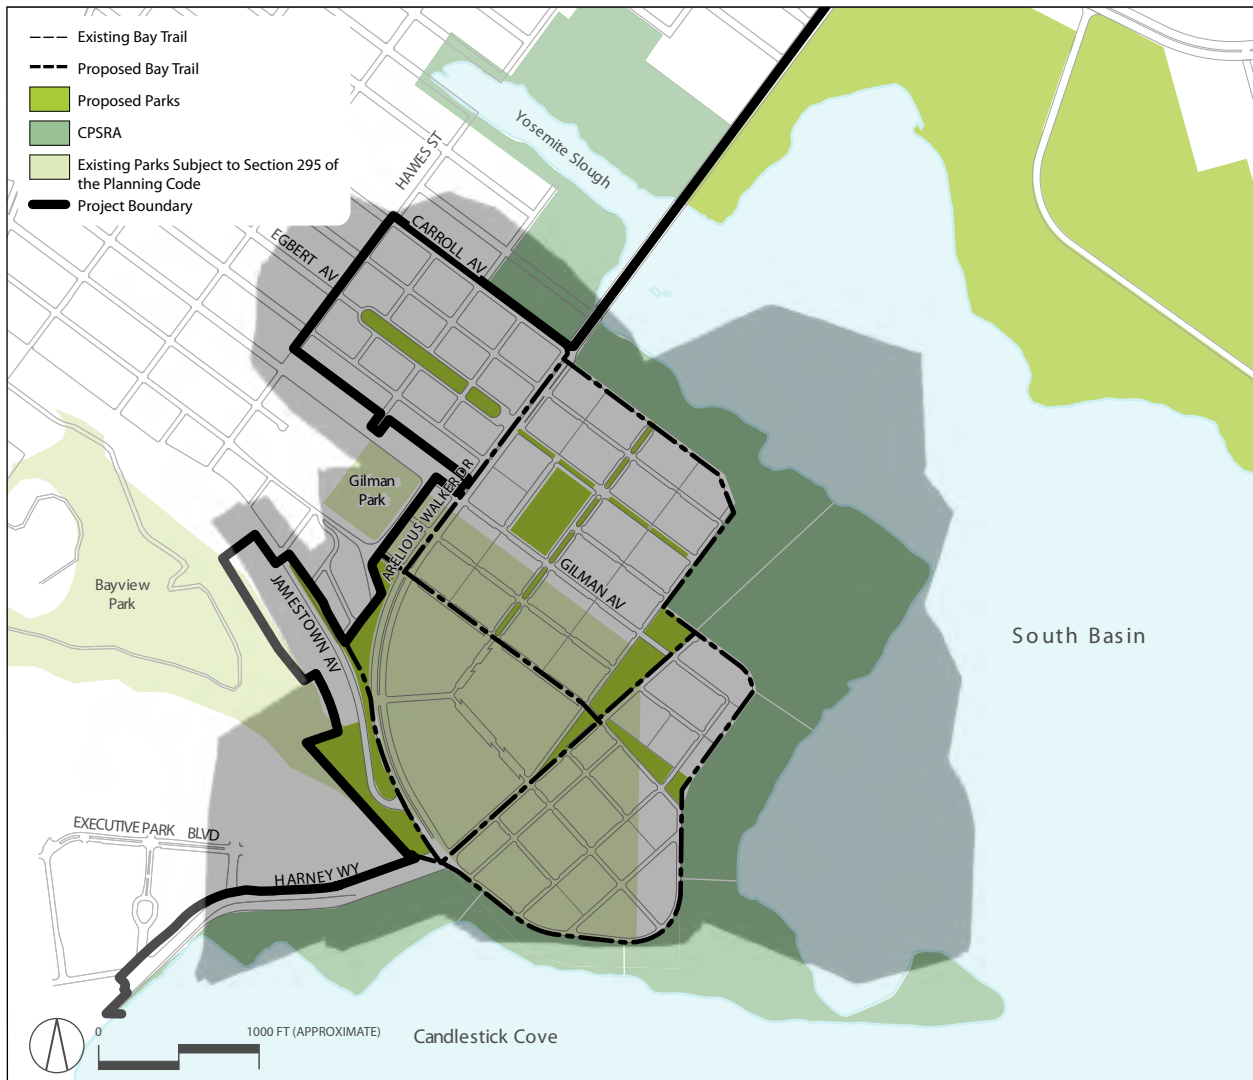 Existing Bay Trail
Proposed Bay Trail
Proposed Parks
CPSRA
Existing Parks Subject to Section 295 of
the Planning Code
Project Boundary
Yosemite Slough
HAWES ST
CARROLL AV
EGBERT AV
Gilman
Park
ARELIOUS WALKER DR
GILMAN AV
Bayview
Park
JAMESTOWN AV
South Basin
EXECUTIVE PARK BLVD
HARNEY WY
0
1000 FT (APPROXIMATE)
Candlestick Cove